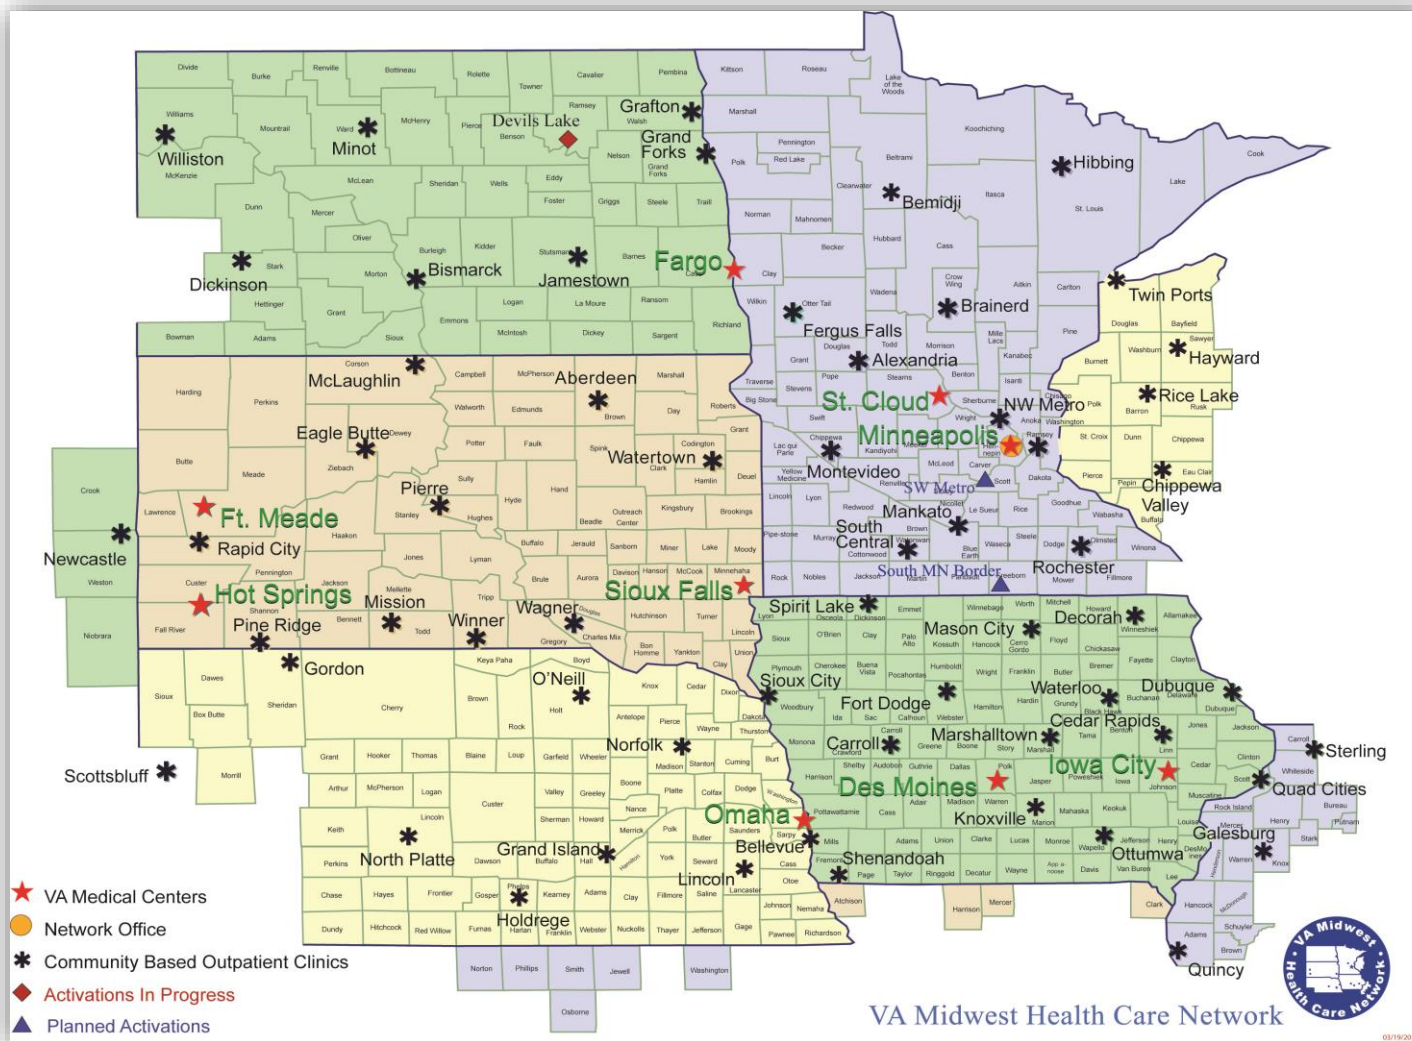 Divide
Burke
Renville
Bottineau
Rolette
Towner
Cavalier
Pembina
Williams
Mountrail
Ward
McHenry
Pierce
Benson
Ramsey
Walsh
Nelson
Grand
Forks
McKenzie
McLean
Sheridan
Wells
Eddy
Foster
Griggs
Steele
Traill
Dunn
Mercer
Oliver
Burleigh
Kidder
Stutsman
Barnes
Stark
Morton
Hettinger
Grant
Emmons
Logan
La Moure
Ransom
Richland
Bowman
Adams
Sioux
McIntosh
Dickey
Sargent
Williston
Minot
Devils Lake
Grafton
Grand
Forks
Dickinson
Bismarck
Jamestown
Fargo
Kittson
Roseau
Lake
of the
Woods
Marshall
Koochiching
Pennington
Red Lake
Polk
Beltrami
Clearwater
Itasca
St. Louis
Lake
Cook
Norman
Mahnomen
Hubbard
Cass
Becker
Clay
Wilkin
Otter Tail
Wadena
Crow
Wing
Aitkin
Carlton
Pine
Hibbing
Bemidji
Brainerd
Fergus Falls
Alexandria
St. Cloud
NW Metro
Minneapolis
Montevideo
SW Metro
Mankato
South
Central
South MN Border
Rochester
Grant
Douglas
Todd
Morrison
Mille
Lacs
Kanabec
Traverse
Big Stone
Stevens
Pope
Stearns
Benton
Isanti
Sherburne
Chisago
Anoka
Washington
Ramsey
Wright
Swift
Chippewa
Kandiyohi
Lac qui
Parle
Yellow
Medicine
Renville
McLeod
Carver
Scott
Dakota
Lincoln
Lyon
Redwood
Nicollet
Le Sueur
Rice
Goodhue
Wabasha
Murray
Cottonwood
Brown
Blue
Earth
Waseca
Steele
Dodge
Olmsted
Winona
Rock
Nobles
Jackson
Martin
Freeborn
Mower
Fillmore
Twin Ports
Hayward
Rice Lake
Chippewa
Valley
Douglas
Bayfield
Burnett
Washburn
Sawyer
Polk
Barron
Rusk
St. Croix
Dunn
Chippewa
Pierce
Pepin
Eau Clair
Buffalo
Harding
Perkins
Corson
Campbell
McPherson
Marshall
Roberts
Walworth
Edmunds
Brown
Day
Grant
Butte
Meade
Dewey
Ziebach
Potter
Faulk
Spink
Clark
Codington
Hamlin
Deuel
Lawrence
Sully
Hyde
Hand
Beadle
Outreach
Center
Kingsbury
Brookings
Stanley
Hughes
Haakon
Pennington
Jackson
Jones
Lyman
Buffalo
Jerauld
Sanborn
Miner
Lake
Moody
Custer
Fall River
Shannon
Bennett
Mellette
Todd
Tripp
Brule
Aurora
Davison
Hanson
McCook
Minnehaha
Gregory
Douglas
Charles Mix
Hutchinson
Turner
Lincoln
Bon
Homme
Yankton
Clay
Union
McLaughlin
Aberdeen
Eagle Butte
Watertown
Pierre
Ft. Meade
Rapid City
Hot Springs
Pine Ridge
Mission
Winner
Wagner
Sioux Falls
Crook
Newcastle
Weston
Niobrara
Gordon
O'Neill
Norfolk
Scottsbluff
North Platte
Grand Island
Holdrege
Lincoln
Omaha
Bellevue
Sioux
Dawes
Box Butte
Sheridan
Morrill
Cherry
Keya Paha
Boyd
Brown
Rock
Holt
Knox
Cedar
Dixon
Dakota
Antelope
Pierce
Wayne
Thurston
Madison
Stanton
Cuming
Burt
Grant
Hooker
Thomas
Blaine
Loup
Garfield
Wheeler
Arthur
McPherson
Logan
Custer
Valley
Greeley
Boone
Nance
Platte
Colfax
Dodge
Washington
Keith
Lincoln
Sherman
Howard
Merrick
Polk
Butler
Saunders
Sarpy
Perkins
Dawson
Buffalo
Hall
Hamilton
York
Seward
Lancaster
Cass
Otoe
Chase
Hayes
Frontier
Gosper
Phelps
Kearney
Adams
Clay
Fillmore
Saline
Johnson
Nemaha
Dundy
Hitchcock
Red Willow
Furnas
Harlan
Franklin
Webster
Nuckolls
Thayer
Jefferson
Gage
Pawnee
Richardson
Norton
Phillips
Smith
Jewell
Washington
Osborne
Spirit Lake
Mason City
Decorah
Sioux City
Fort Dodge
Waterloo
Dubuque
Cedar Rapids
Carroll
Marshalltown
Des Moines
Iowa City
Knoxville
Ottumwa
Shenandoah
Lyon
Osceola
Dickinson
Emmet
Winnebago
Worth
Mitchell
Howard
Winneshiek
Allamakee
Sioux
O'Brien
Clay
Palo
Alto
Kossuth
Hancock
Cerro
Gordo
Floyd
Chickasaw
Plymouth
Cherokee
Buena
Vista
Pocahontas
Humboldt
Wright
Franklin
Butler
Bremer
Fayette
Clayton
Woodbury
Ida
Sac
Calhoun
Webster
Hamilton
Hardin
Grundy
Black Hawk
Buchanan
Delaware
Dubuque
Monona
Crawford
Carroll
Greene
Boone
Story
Marshall
Tama
Benton
Linn
Jones
Jackson
Harrison
Shelby
Audubon
Guthrie
Dallas
Polk
Jasper
Poweshiek
Iowa
Johnson
Cedar
Clinton
Scott
Muscatine
Pottawattamie
Cass
Adair
Madison
Warren
Marion
Mahaska
Keokuk
Louisa
Mills
Adams
Union
Clarke
Lucas
Monroe
Wapello
Jefferson
Henry
Fremont
Page
Taylor
Ringgold
Decatur
Wayne
Davis
Van Buren
Lee
Atchison
Harrison
Mercer
Clark
Sterling
Quad Cities
Galesburg
Quincy
Carroll
Whiteside
Rock Island
Mercer
Henry
Bureau
Putnam
Stark
Henderson
Warren
Knox
Hancock
McDonough
Schuyler
Adams
Brown
VA Medical Centers
Network Office
Community Based Outpatient Clinics
Activations In Progress
Planned Activations
VA Midwest Health Care Network
VA Midwest
Health Care Network